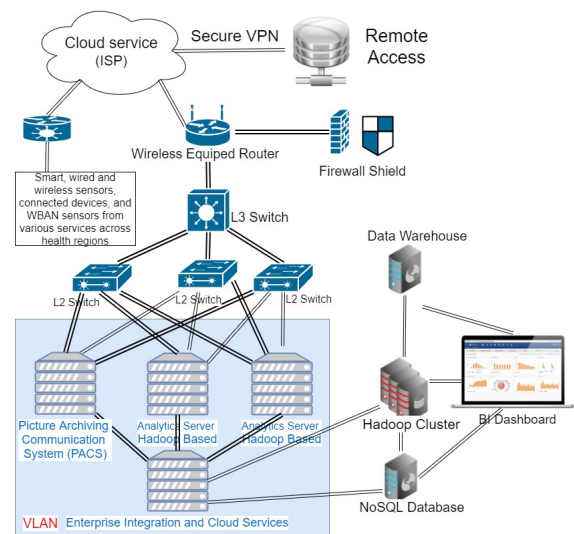 Cloud service
(ISP)
Secure VPN
Remote
Access
Wireless Equiped Router
Firewall Shield
Smart, wired and
wireless sensors,
connected devices, and
WBAN sensors from
various services across
health regions
L3 Switch
Data Warehouse
L2 Switch
L2 Switch
L2 Switch
Picture Archiving
Communication
System (PACS)
Analytics Server
Hadoop Based
Analytics Server
Hadoop Based
Hadoop Cluster
BI Dashboard
NoSQL Database
VLAN
Enterprise Integration and Cloud Services